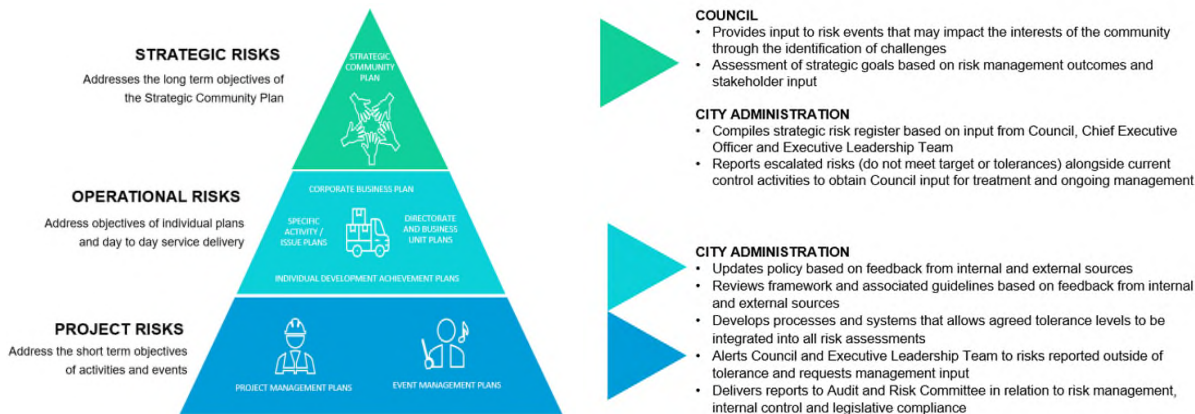 STRATEGIC RISKS
Addresses the long term objectives of
the Strategic Community Plan
STRATEGIC
COMMUNITY
PLAN
OPERATIONAL RISKS
Address objectives of individual plans
and day to day service delivery
CORPORATE BUSINESS PLAN
SPECIFIC
ACTIVITY /
ISSUE PLANS
DIRECTORATE
AND BUSINESS
UNIT PLANS
INDIVIDUAL DEVELOPMENT ACHIEVEMENT PLANS
PROJECT RISKS
Address the short term objectives
of activities and events
PROJECT MANAGEMENT PLANS
EVENT MANAGEMENT PLANS
COUNCIL
• Provides input to risk events that may impact the interests of the community
through the identification of challenges
• Assessment of strategic goals based on risk management outcomes and
stakeholder input
CITY ADMINISTRATION
• Compiles strategic risk register based on input from Council, Chief Executive
Officer and Executive Leadership Team
• Reports escalated risks (do not meet target or tolerances) alongside current
control activities to obtain Council input for treatment and ongoing management
CITY ADMINISTRATION
• Updates policy based on feedback from internal and external sources
• Reviews framework and associated guidelines based on feedback from internal
and external sources
• Develops processes and systems that allows agreed tolerance levels to be
integrated into all risk assessments
• Alerts Council and Executive Leadership Team to risks reported outside of
tolerance and requests management input
• Delivers reports to Audit and Risk Committee in relation to risk management,
internal control and legislative compliance